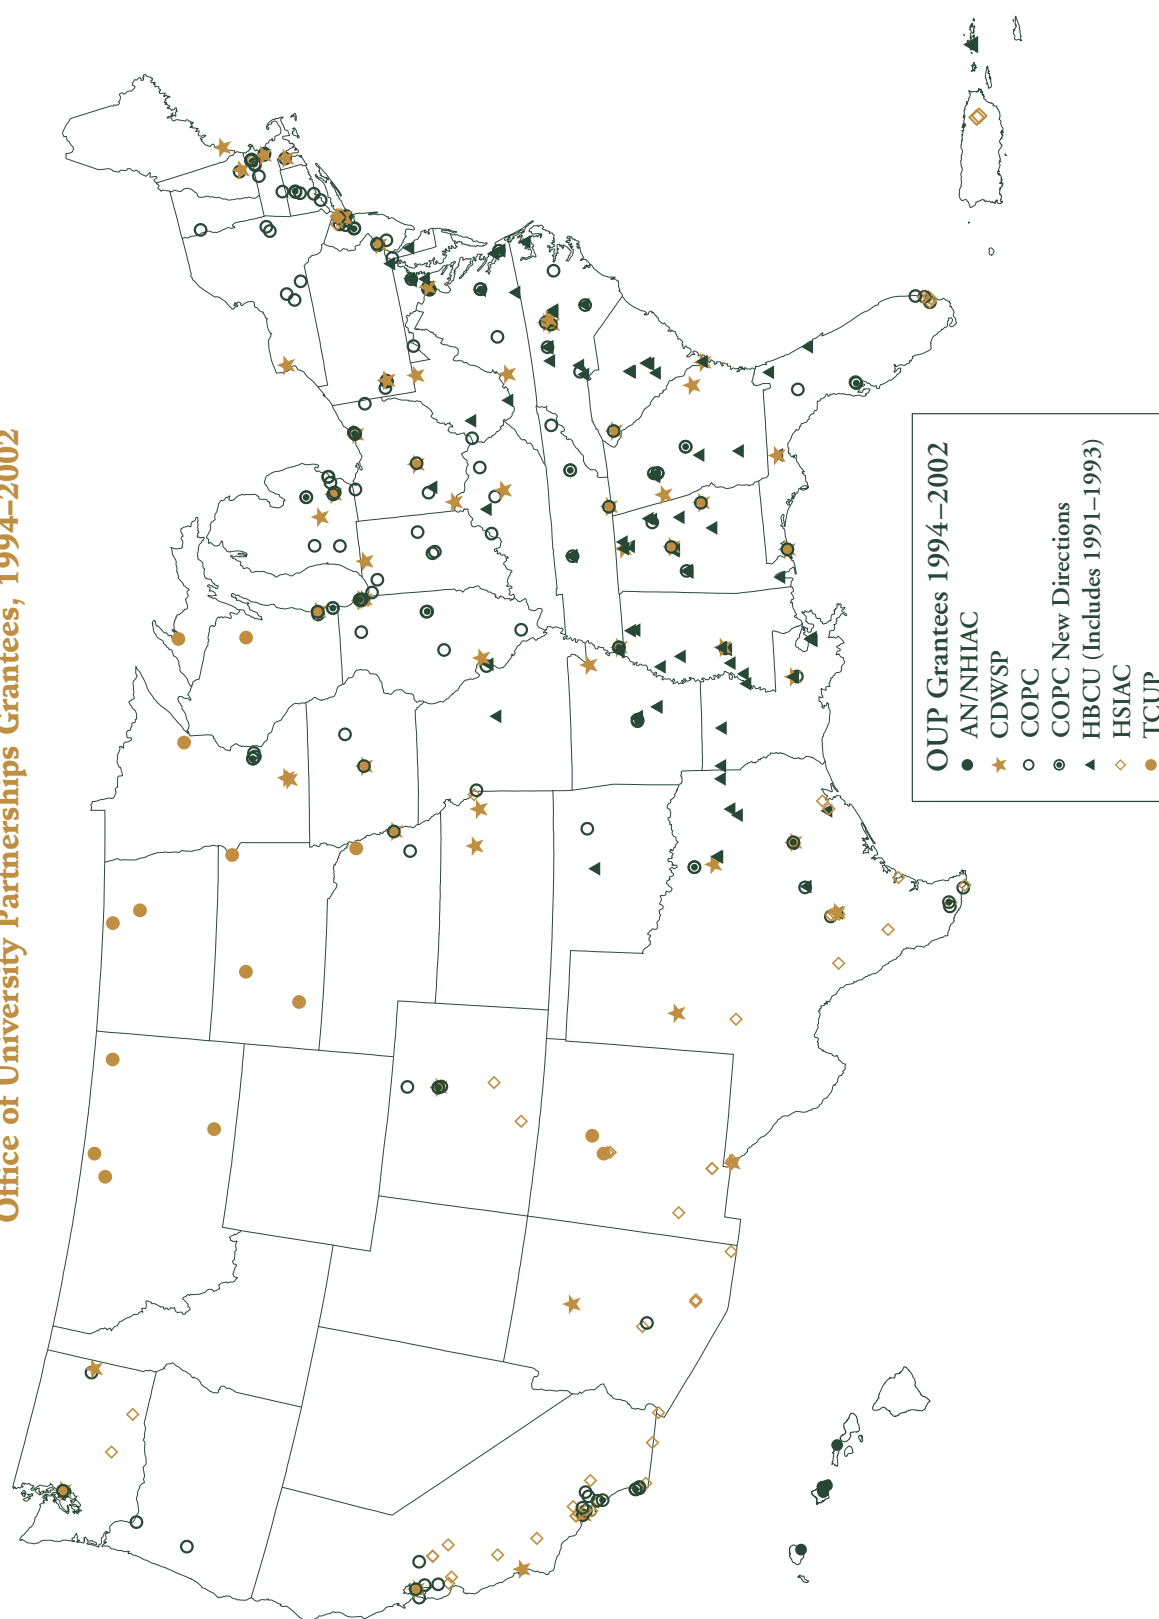 Office of University Partnerships Grantees, 1994–2002
OUP Grantees 1994–2002
AN/NHIAC
CDWSP
COPC
COPC New Directions
HBCU (Includes 1991–1993)
HSIAC
TCUP